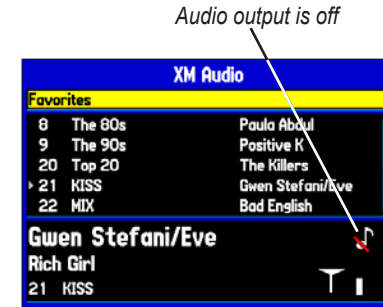 Audio output is off
XM Audio
Favorites
8 The 80s Paula Abdul
9 The 90s Positive K
20 Top 20 The Killers
21 KISS Gwen Stefani/Eve
22 MIX Bad English
Gwen Stefani/Eve
Rich Girl
21 KISS